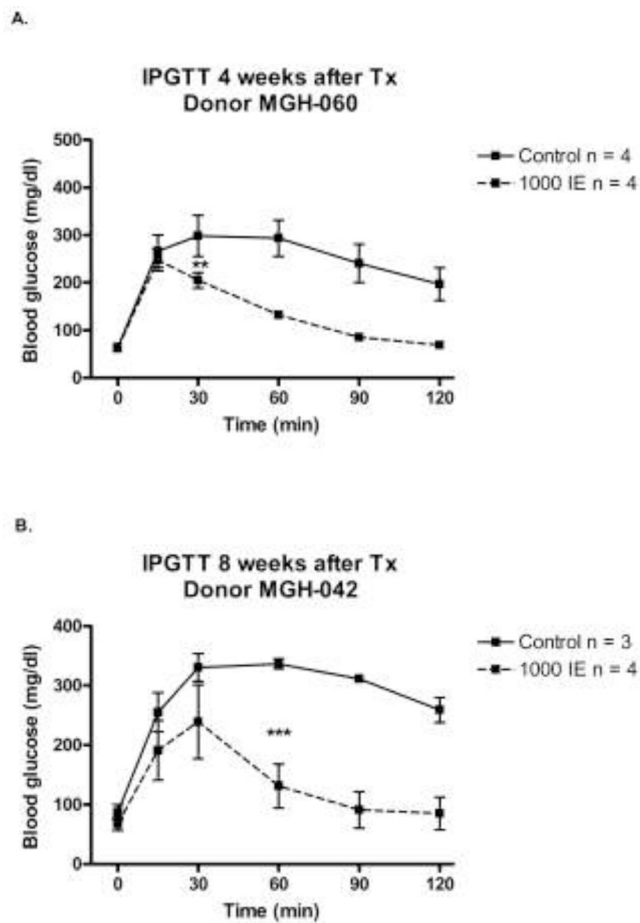 A.
IPGTT 4 weeks after Tx
Donor MGH-060
500
400
300
200
100
0
Blood glucose (mg/dl)
**
0 30 60 90 120
Time (min)
Control n = 4
1000 IE n = 4
B.
IPGTT 8 weeks after Tx
Donor MGH-042
400
300
200
100
0
Blood glucose (mg/dl)
***
0 30 60 90 120
Time (min)
Control n = 3
1000 IE n = 4